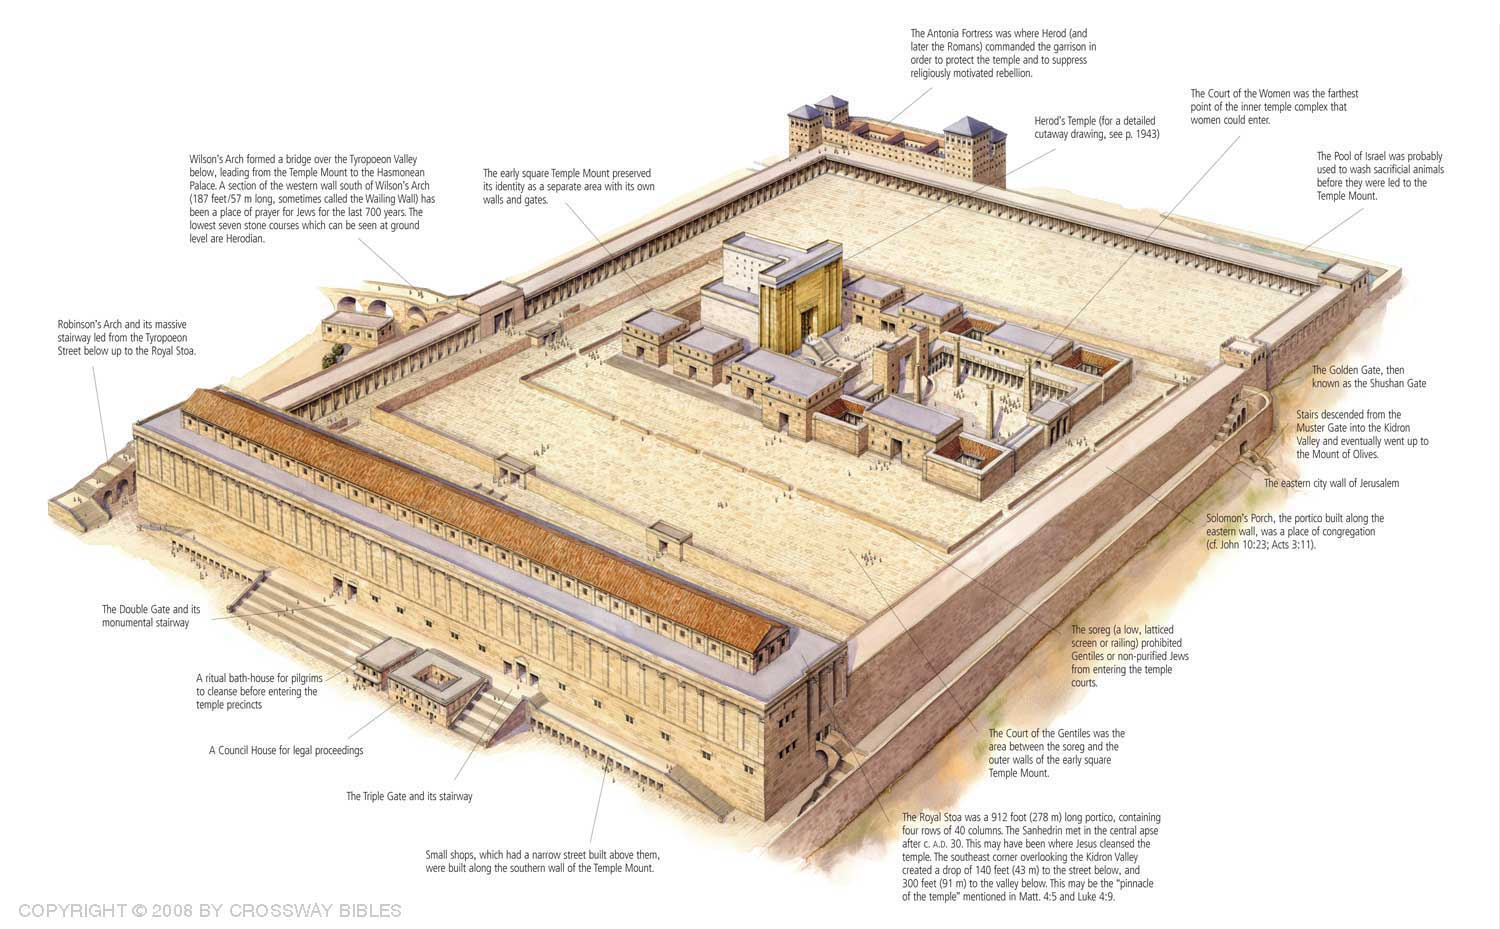 The Antonia Fortress was where Herod (and
later the Romans) commanded the garrison in
order to protect the temple and to suppress
religiously motivated rebellion.
The Court of the Women was the farthest
point of the inner temple complex that
women could enter.
Herod's Temple (for a detailed
cutaway drawing, see p. 1943)
The Pool of Israel was probably
used to wash sacrificial animals
before they were led to the
Temple Mount.
Wilson's Arch formed a bridge over the Tyropoeon Valley
below, leading from the Temple Mount to the Hasmonean
Palace. A section of the western wall south of Wilson's Arch
(187 feet/57 m long, sometimes called the Wailing Wall) has
been a place of prayer for Jews for the last 700 years. The
lowest seven stone courses which can be seen at ground
level are Herodian.
The early square Temple Mount preserved
its identity as a separate area with its own
walls and gates.
Robinson's Arch and its massive
stairway led from the Tyropoeon
Street below up to the Royal Stoa.
The Golden Gate, then
known as the Shushan Gate
Stairs descended from the
Muster Gate into the Kidron
Valley and eventually went up to
the Mount of Olives.
The eastern city wall of Jerusalem
Solomon's Porch, the portico built along the
eastern wall, was a place of congregation
(cf. John 10:23; Acts 3:11).
The Double Gate and its
monumental stairway
The soreg (a low, latticed
screen or railing) prohibited
Gentiles or non-purified Jews
from entering the temple
courts.
A ritual bath-house for pilgrims
to cleanse before entering the
temple precincts
A Council House for legal proceedings
The Court of the Gentiles was the
area between the soreg and the
outer walls of the early square
Temple Mount.
The Triple Gate and its stairway
Small shops, which had a narrow street built above them,
were built along the southern wall of the Temple Mount.
The Royal Stoa was a 912 foot (278 m) long portico, containing
four rows of 40 columns. The Sanhedrin met in the central apse
after c. A.D. 30. This may have been where Jesus cleansed the
temple. The southeast corner overlooking the Kidron Valley
created a drop of 140 feet (43 m) to the street below, and
300 feet (91 m) to the valley below. This may be the "pinnacle
of the temple" mentioned in Matt. 4:5 and Luke 4:9.
COPYRIGHT © 2008 BY CROSSWAY BIBLES